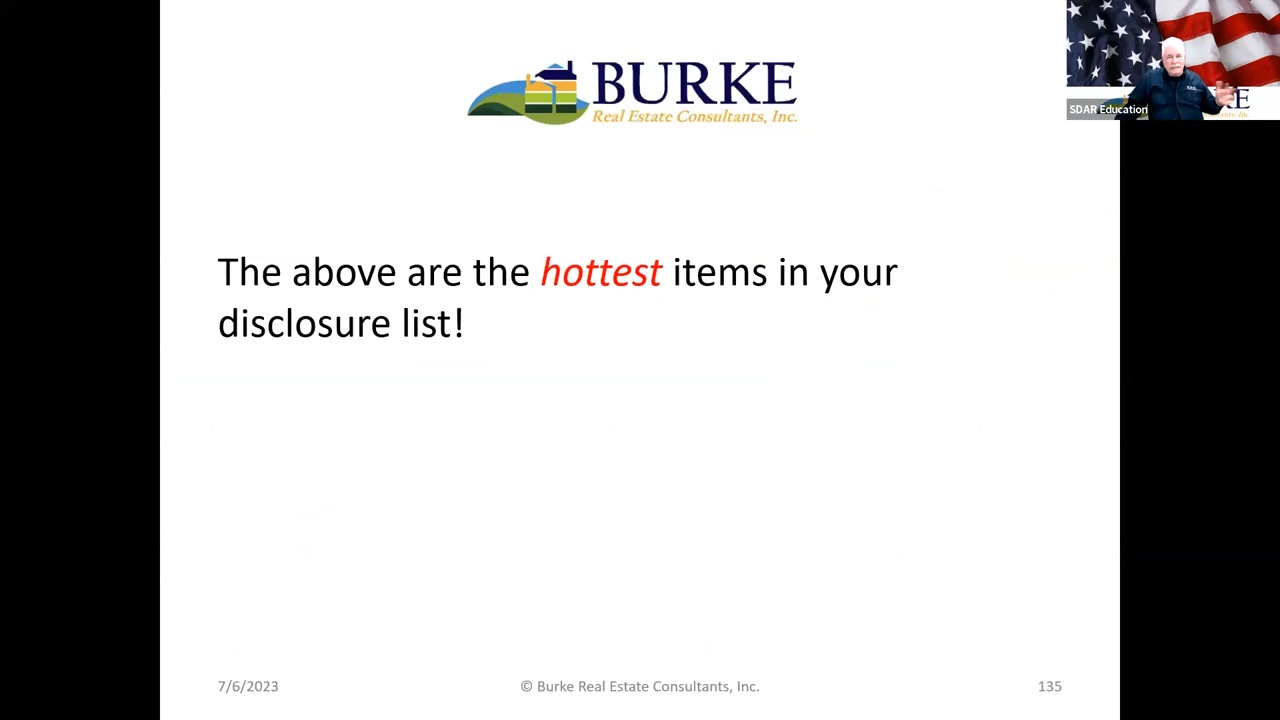 BURKE
Real Estate Consultants, Inc.
SDAR Education
The above are the hottest items in your
disclosure list!
7/6/2023
© Burke Real Estate Consultants, Inc.
135